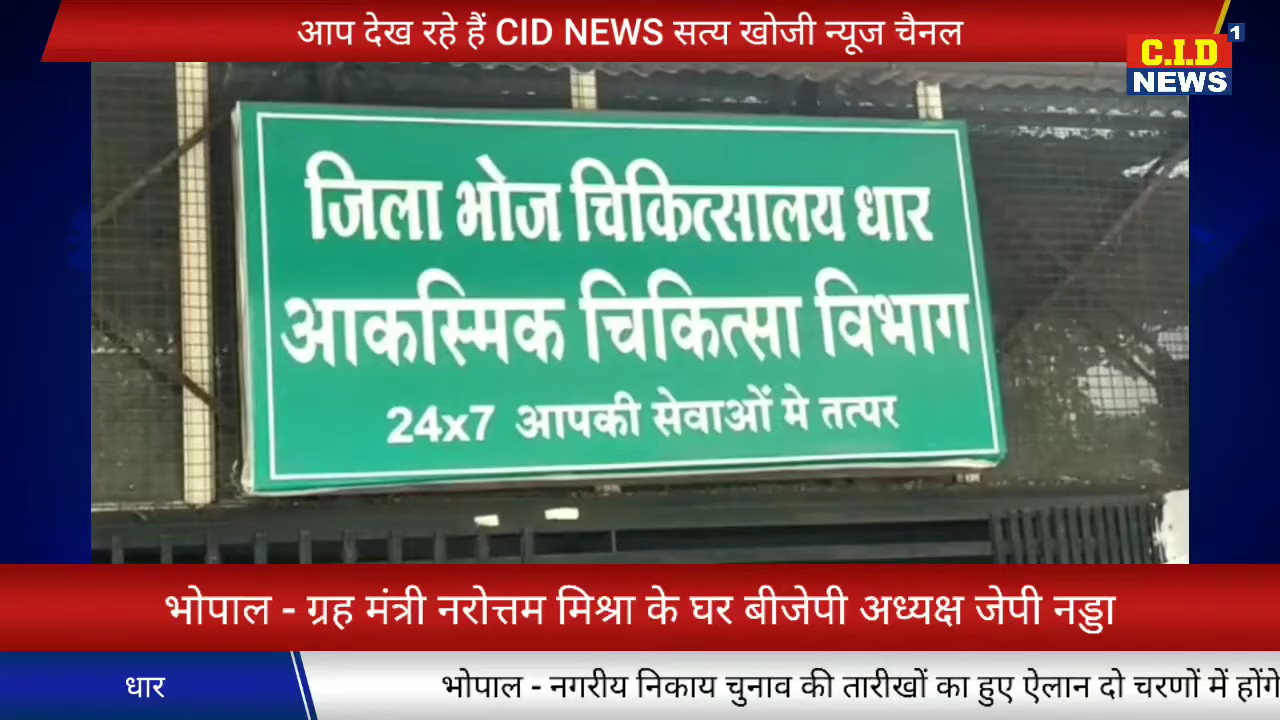 आप देख रहे हैं CID NEWS सत्य खोजी न्यूज चैनल
1
C.I.D
NEWS
जिला भोज चिकित्सालय धार
आकस्मिक चिकित्सा विभाग
24x7 आपकी सेवाओं मे तत्पर
भोपाल - ग्रह मंत्री नरोत्तम मिश्रा के घर बीजेपी अध्यक्ष जेपी नड्डा
धार
भोपाल - नगरीय निकाय चुनाव की तारीखों का हुए ऐलान दो चरणों में होंगे